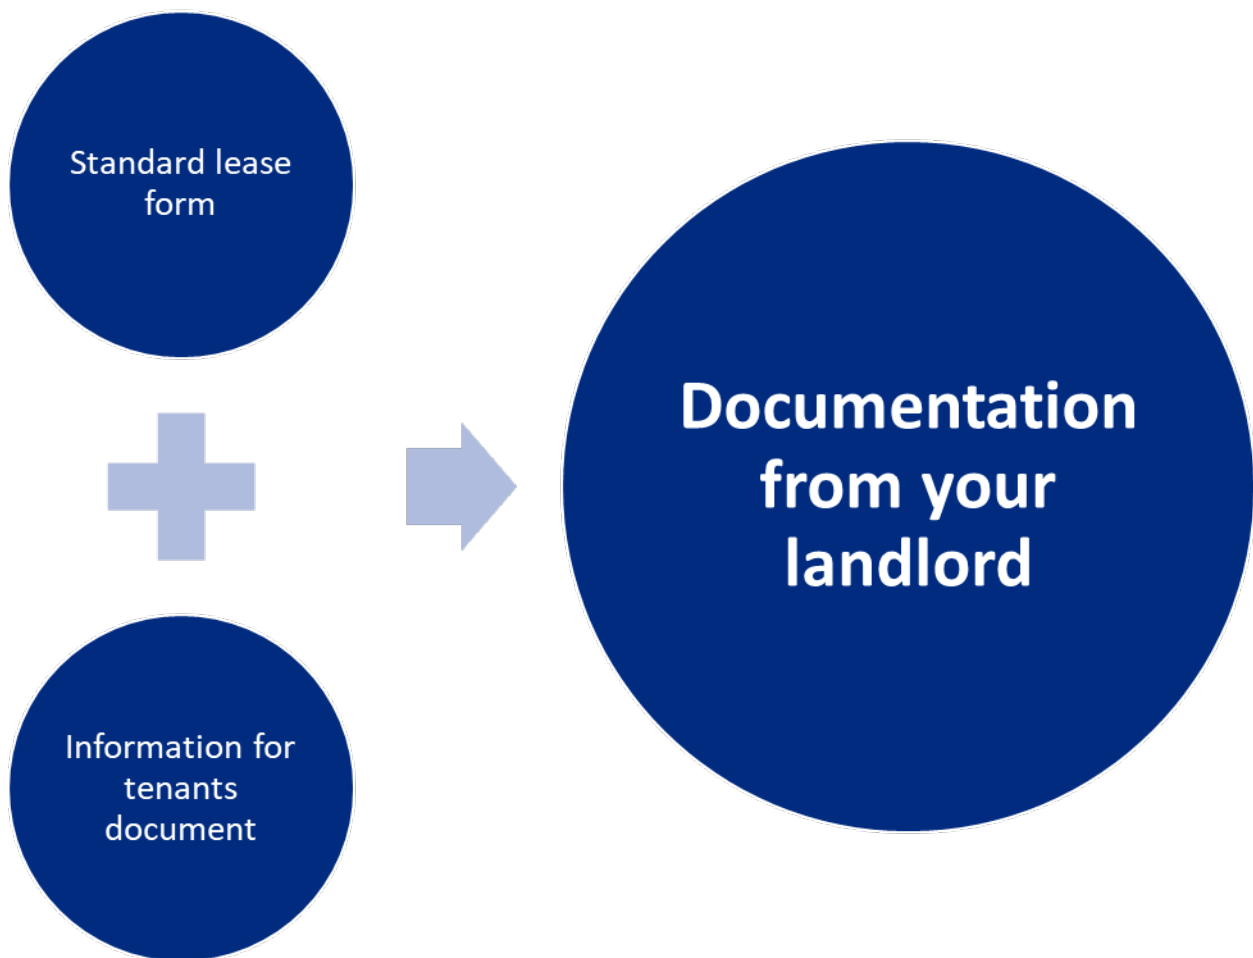 Standard lease
form
Information for
tenants
document
Documentation
from your
landlord